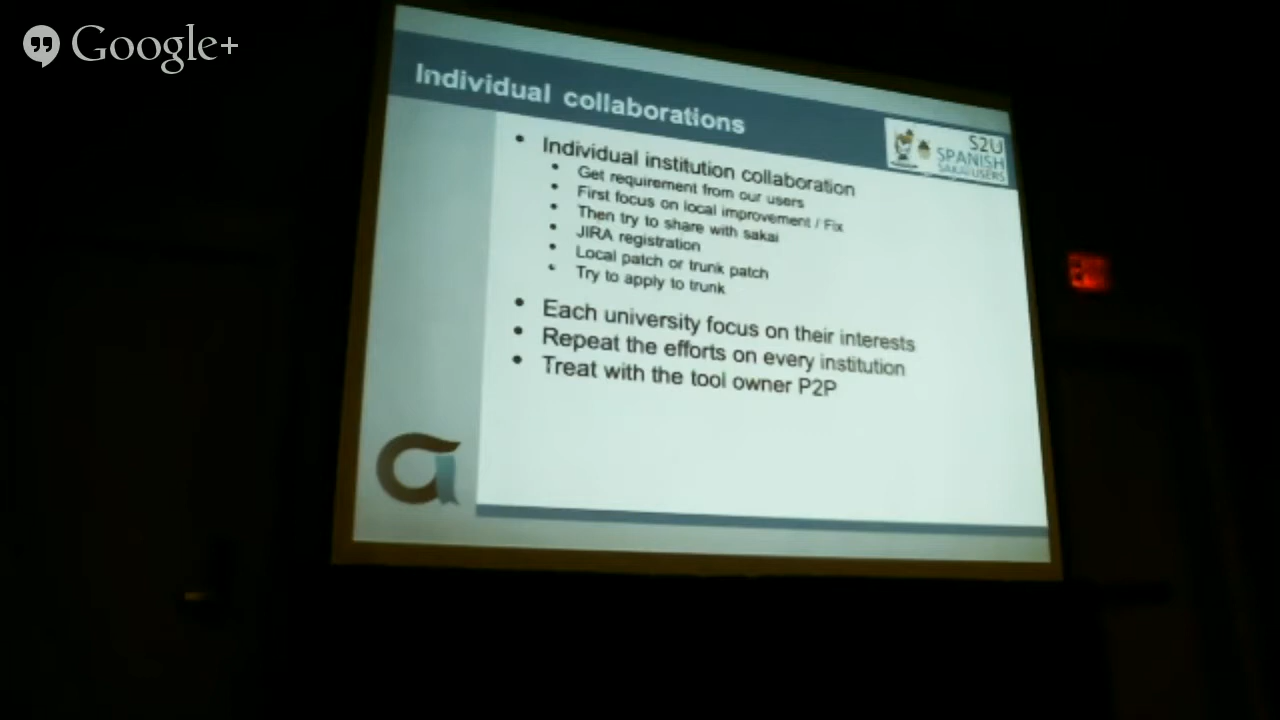 Google+
Individual collaborations
S2U
SPANISH
SAKAI USERS
• Individual institution collaboration
• Get requirement from our users
• First focus on local improvement / Fix
• Then try to share with sakai
• JIRA registration
• Local patch or trunk patch
• Try to apply to trunk
• Each university focus on their interests
• Repeat the efforts on every institution
• Treat with the tool owner P2P